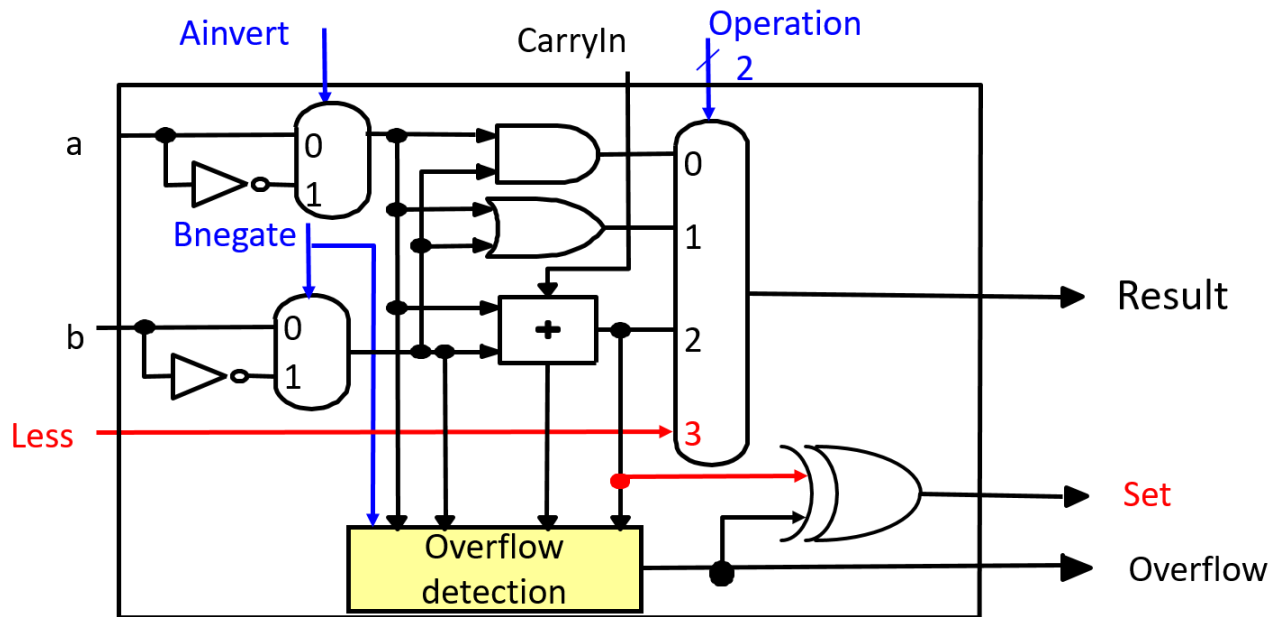 Ainvert
CarryIn
Operation
2
a
0
1
0
Bnegate
1
Result
b
0
1
+
2
Less
3
Set
Overflow
detection
Overflow